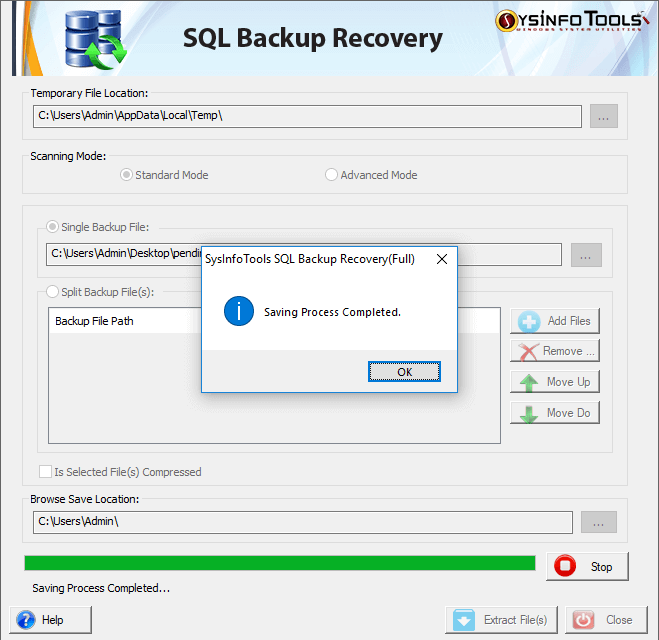 SYSINFOTOOLS
WINDOWS SYSTEM UTILITIES
SQL Backup Recovery
Temporary File Location:
C:\Users\Admin\AppData\Local\Temp\
...
Scanning Mode:
Standard Mode
Advanced Mode
Single Backup File:
C:\Users\Admin\Desktop\pendi
...
SysInfoTools SQL Backup Recovery(Full)
Saving Process Completed.
OK
Split Backup File(s):
Backup File Path
Add Files
Remove ...
Move Up
Move Do
Is Selected File(s) Compressed
Browse Save Location:
C:\Users\Admin\
...
Stop
Saving Process Completed...
Help
Extract File(s)
Close